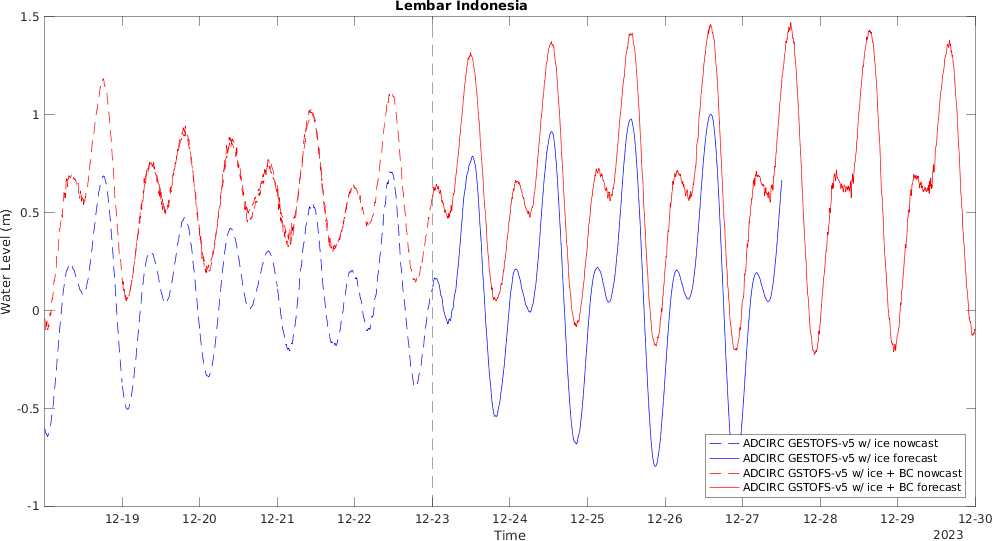 Lembar Indonesia
1.5
1
0.5
0
-0.5
-1
Water Level (m)
12-19 12-20 12-21 12-22 12-23 12-24 12-25 12-26 12-27 12-28 12-29 12-30
Time
2023
ADCIRC GESTOFS-v5 w/ ice nowcast
ADCIRC GESTOFS-v5 w/ ice forecast
ADCIRC GSTOFS-v5 w/ ice + BC nowcast
ADCIRC GSTOFS-v5 w/ ice + BC forecast